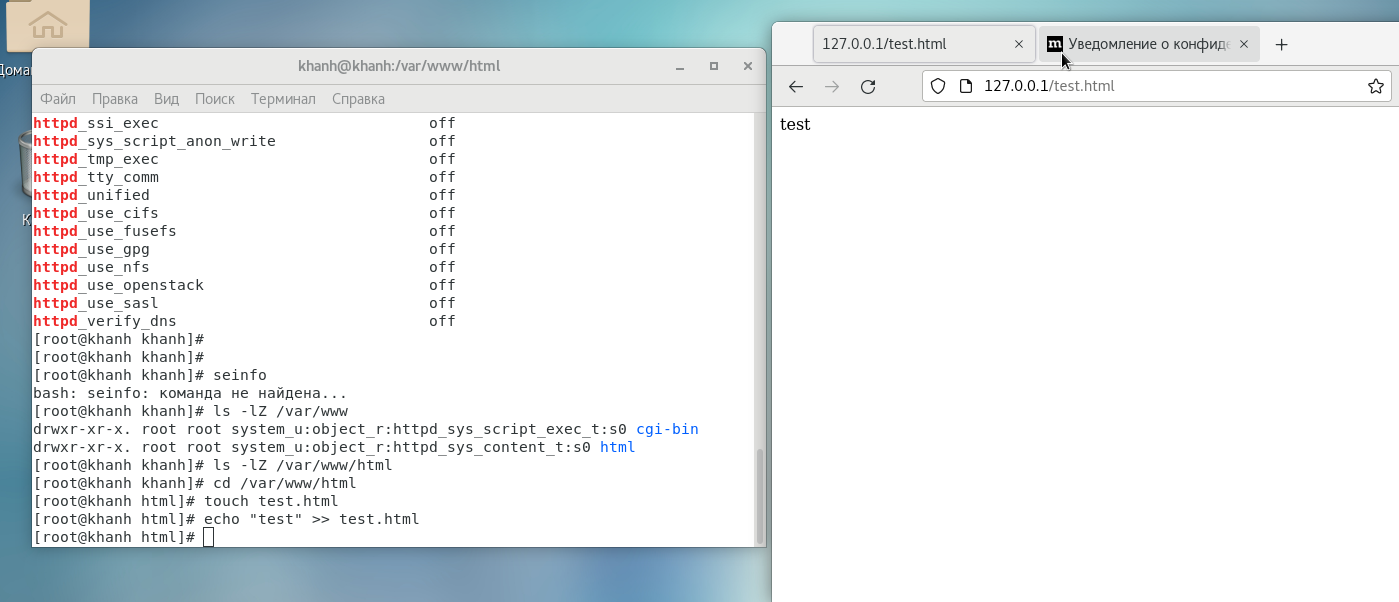 khanh@khanh:/var/www/html
Файл Правка Вид Поиск Терминал Справка
httpd_ssi_exec off
httpd_sys_script_anon_write off
httpd_tmp_exec off
httpd_tty_comm off
httpd_unified off
httpd_use_cifs off
httpd_use_fusefs off
httpd_use_gpg off
httpd_use_nfs off
httpd_use_openstack off
httpd_use_sasl off
httpd_verify_dns off
[root@khanh khanh]#
[root@khanh khanh]#
[root@khanh khanh]# seinfo
bash: seinfo: команда не найдена...
[root@khanh khanh]# ls -lZ /var/www
drwxr-xr-x. root root system_u:object_r:httpd_sys_script_exec_t:s0 cgi-bin
drwxr-xr-x. root root system_u:object_r:httpd_sys_content_t:s0 html
[root@khanh khanh]# ls -lZ /var/www/html
[root@khanh khanh]# cd /var/www/html
[root@khanh html]# touch test.html
[root@khanh html]# echo "test" >> test.html
[root@khanh html]#
127.0.0.1/test.html
m Уведомление о конфиде
127.0.0.1/test.html
test